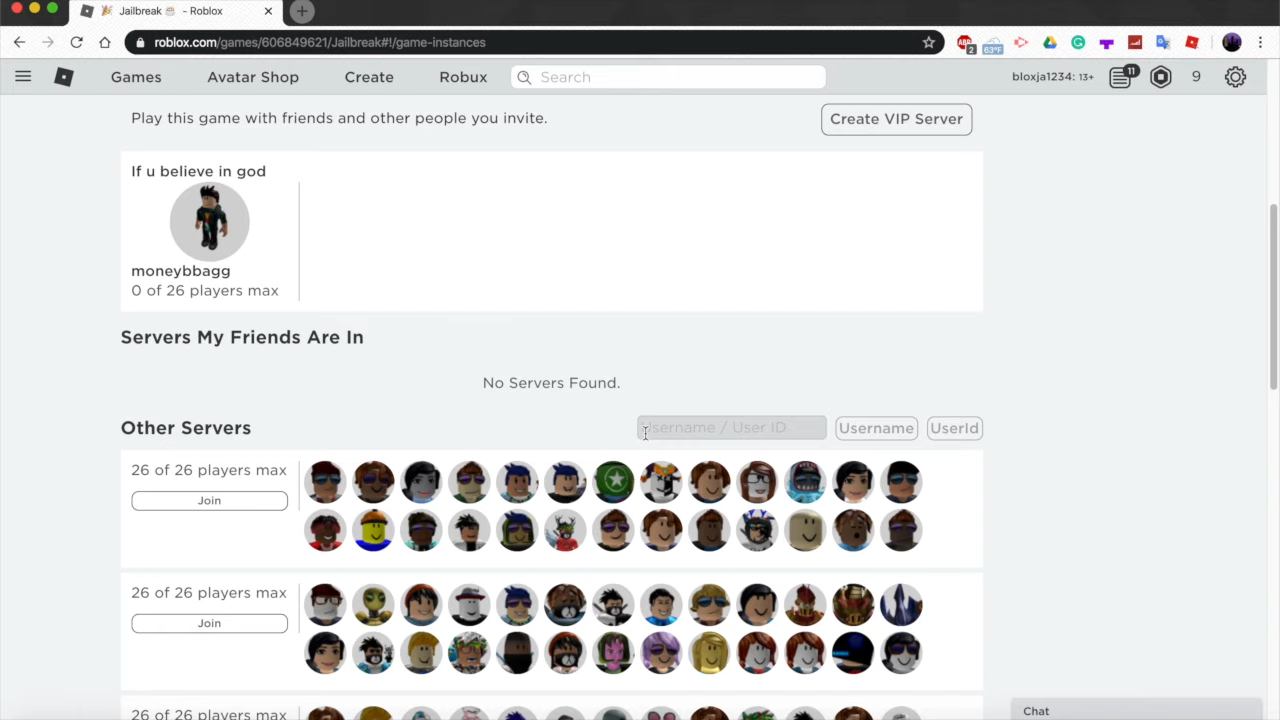 Jailbreak - Roblox
roblox.com/games/606849621/Jailbreak#!/game-instances
ABP
2
63°F
Games
Avatar Shop
Create
Robux
Search
bloxja1234: 13+
11
9
Play this game with friends and other people you invite.
Create VIP Server
If u believe in god
moneybbagg
0 of 26 players max
Servers My Friends Are In
No Servers Found.
Other Servers
Username / User ID
Username
UserId
26 of 26 players max
Join
26 of 26 players max
Join
26 of 26 players max
Chat